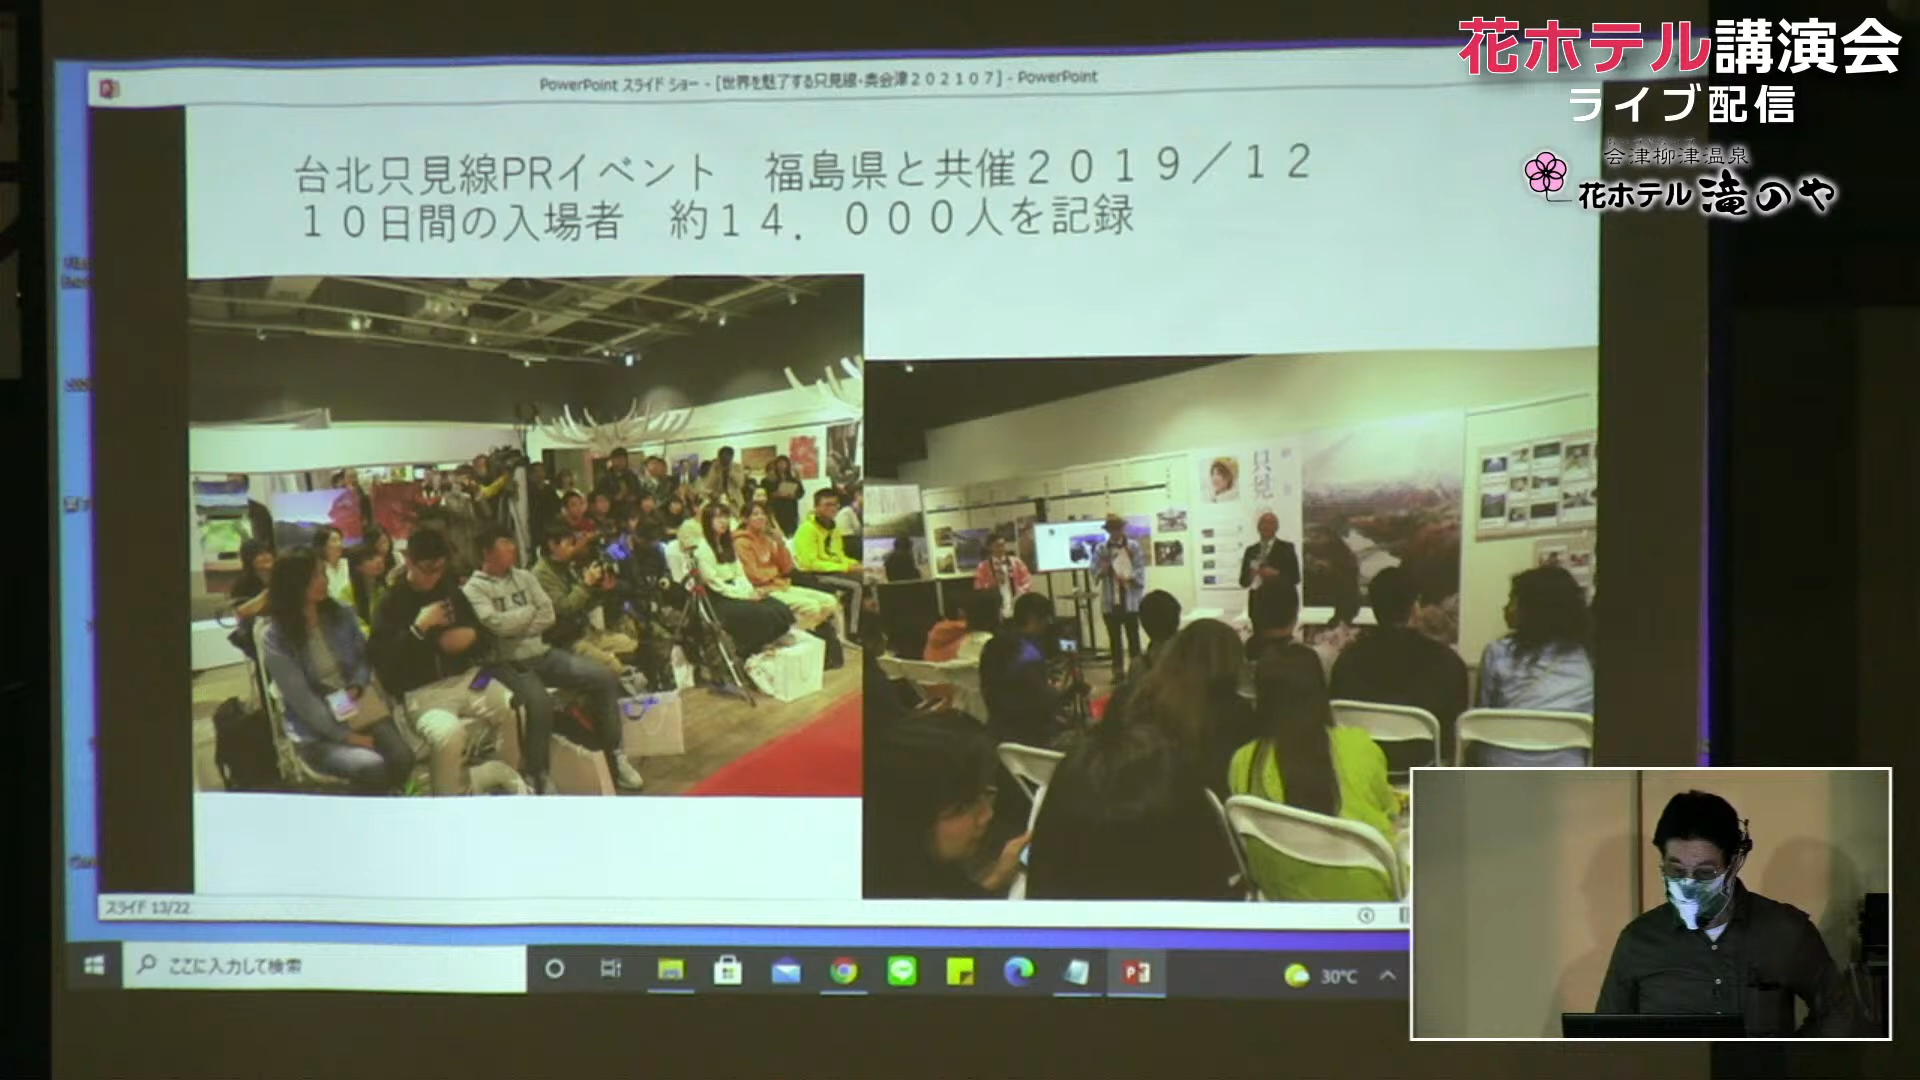 PowerPoint スライド ショー - [世界を魅了する只見線・奥会津２０２１０７] - PowerPoint
花ホテル講演会
ライブ配信
会津柳津温泉
花ホテル 滝のや
台北只見線PRイベント　福島県と共催２０１９／１２
１０日間の入場者　約１４．０００人を記録
只見
スライド 13/22
ここに入力して検索
30°C